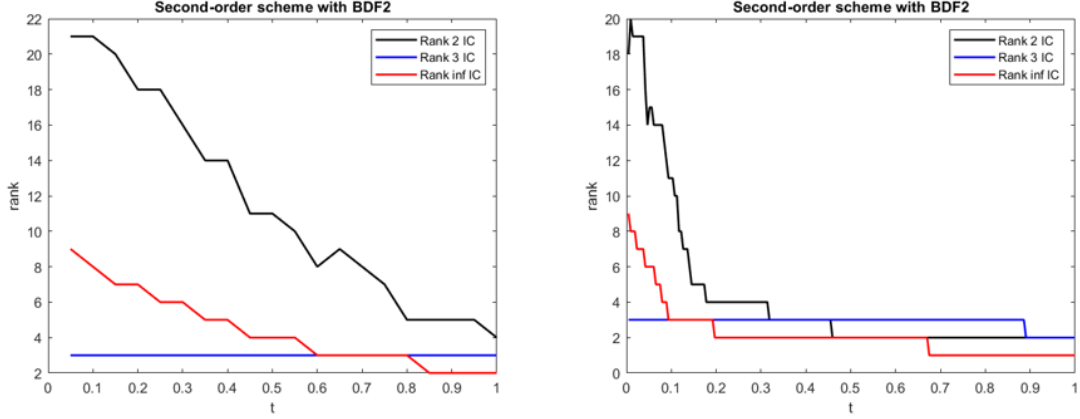 Second-order scheme with BDF2
22
20
18
16
14
12
10
8
6
4
2
rank
Rank 2 IC
Rank 3 IC
Rank inf IC
0 0.1 0.2 0.3 0.4 0.5 0.6 0.7 0.8 0.9 1
t
Second-order scheme with BDF2
20
18
16
14
12
10
8
6
4
2
0
rank
Rank 2 IC
Rank 3 IC
Rank inf IC
0 0.1 0.2 0.3 0.4 0.5 0.6 0.7 0.8 0.9 1
t